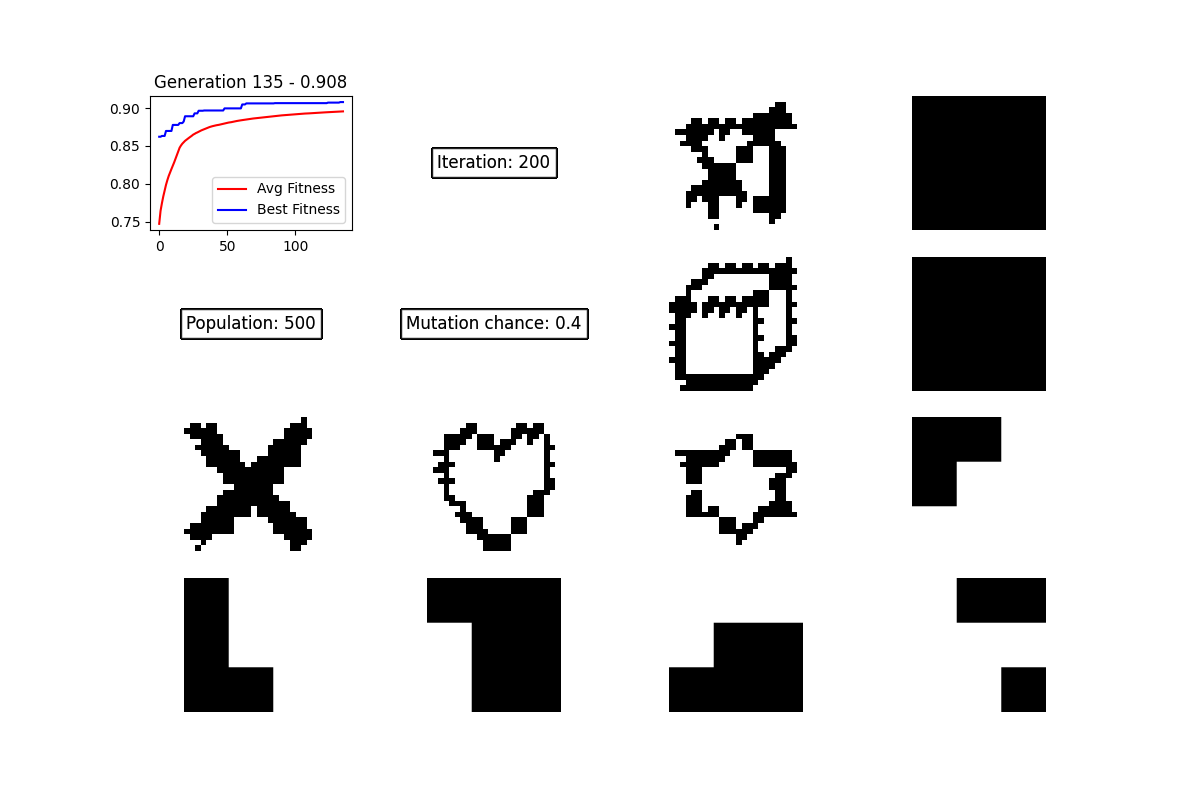 Generation 135 - 0.908
0.90
0.85
0.80
0.75
Avg Fitness
Best Fitness
0 50 100
Iteration: 200
Population: 500
Mutation chance: 0.4